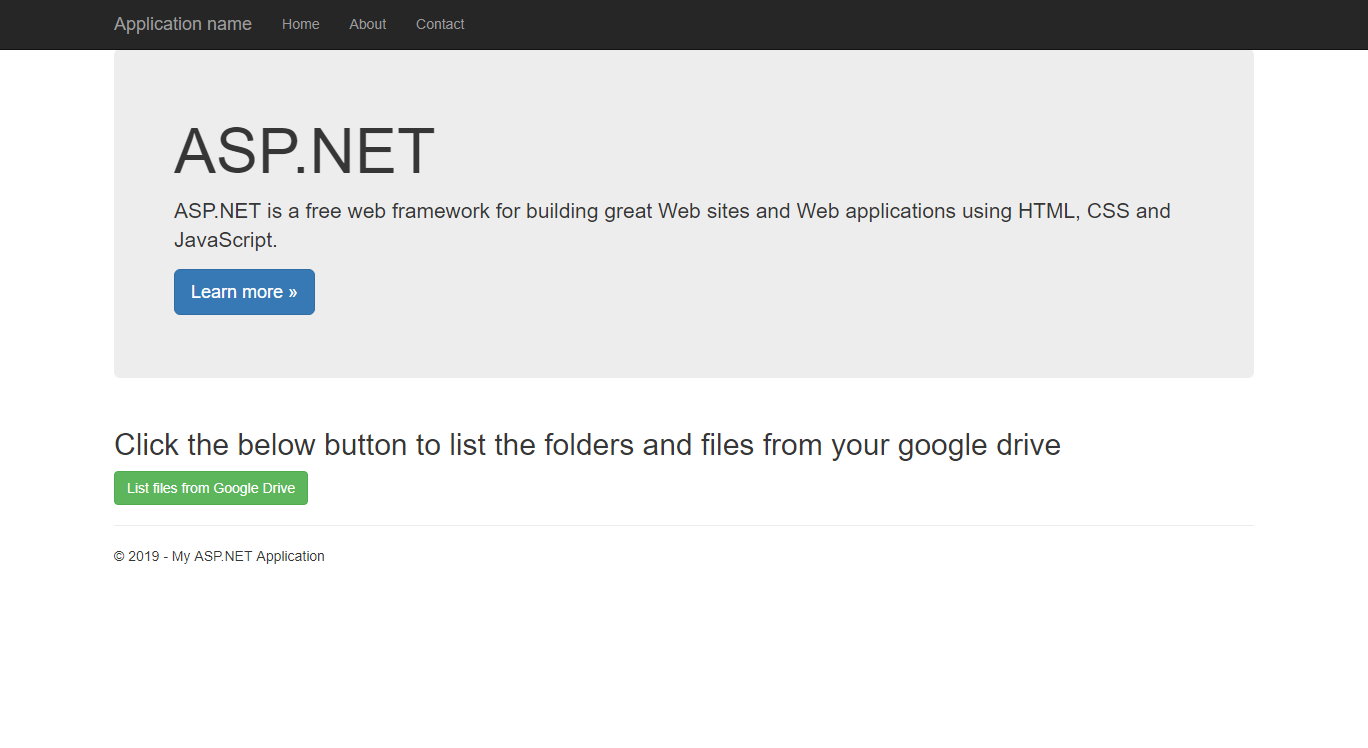 Application name Home About Contact
ASP.NET
ASP.NET is a free web framework for building great Web sites and Web applications using HTML, CSS and
JavaScript.
Learn more »
Click the below button to list the folders and files from your google drive
List files from Google Drive
© 2019 - My ASP.NET Application